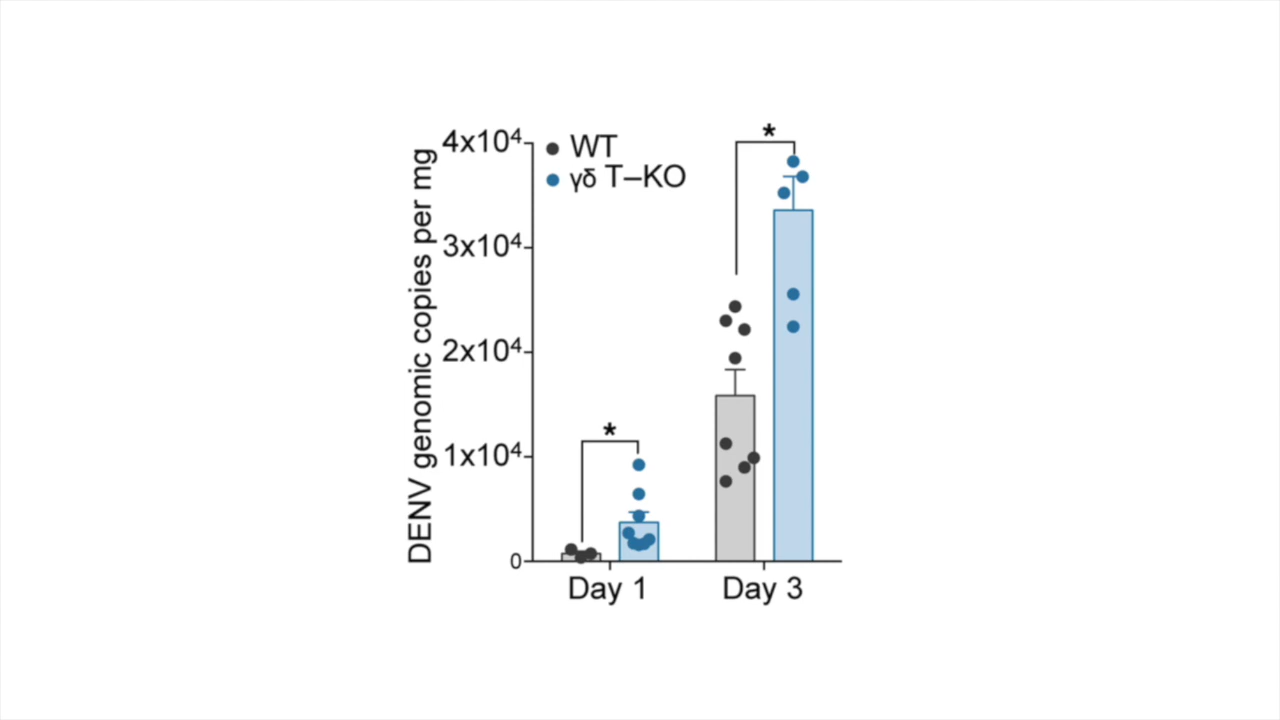 DENV genomic copies per mg
4x10⁴
3x10⁴
2x10⁴
1x10⁴
0
WT
γδ T–KO
*
*
Day 1
Day 3